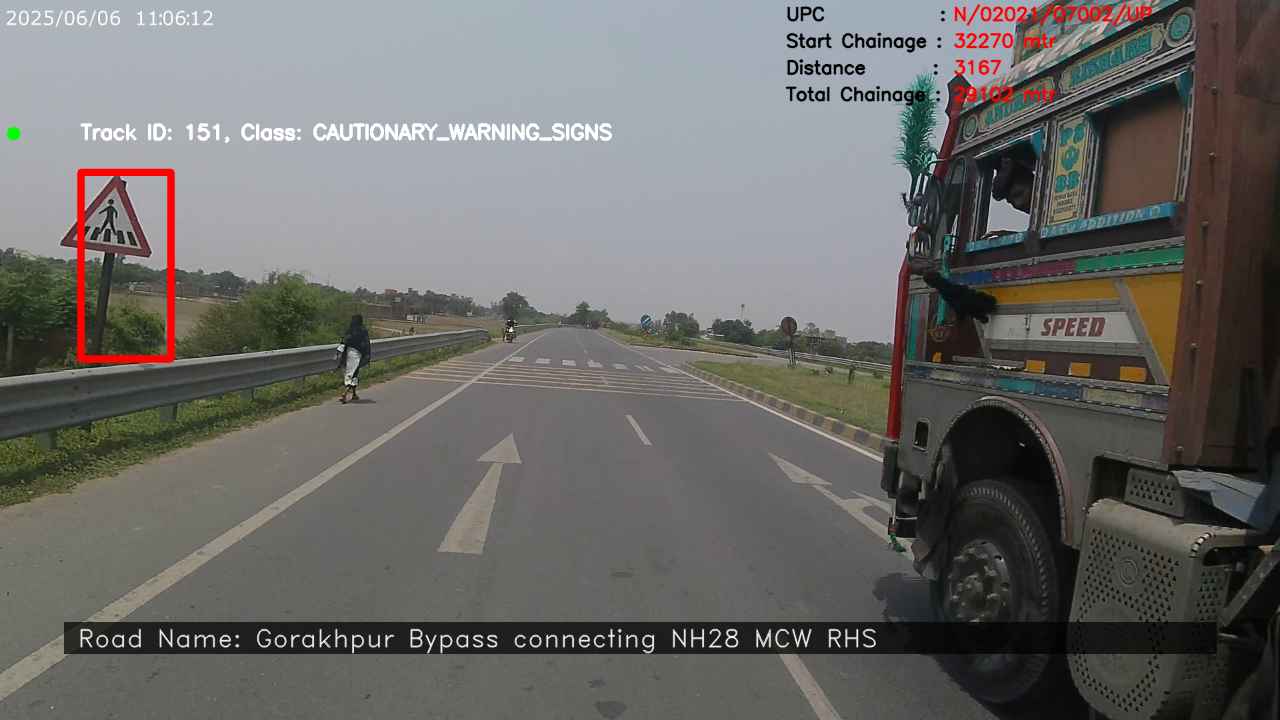 2025/06/06 11:06:12
UPC : N/02021/07002/UP
Start Chainage : 32270 mtr
Distance : 3167
Total Chainage : 29102 mtr
Track ID: 151, Class: CAUTIONARY_WARNING_SIGNS
SPEED
Road Name: Gorakhpur Bypass connecting NH28 MCW RHS